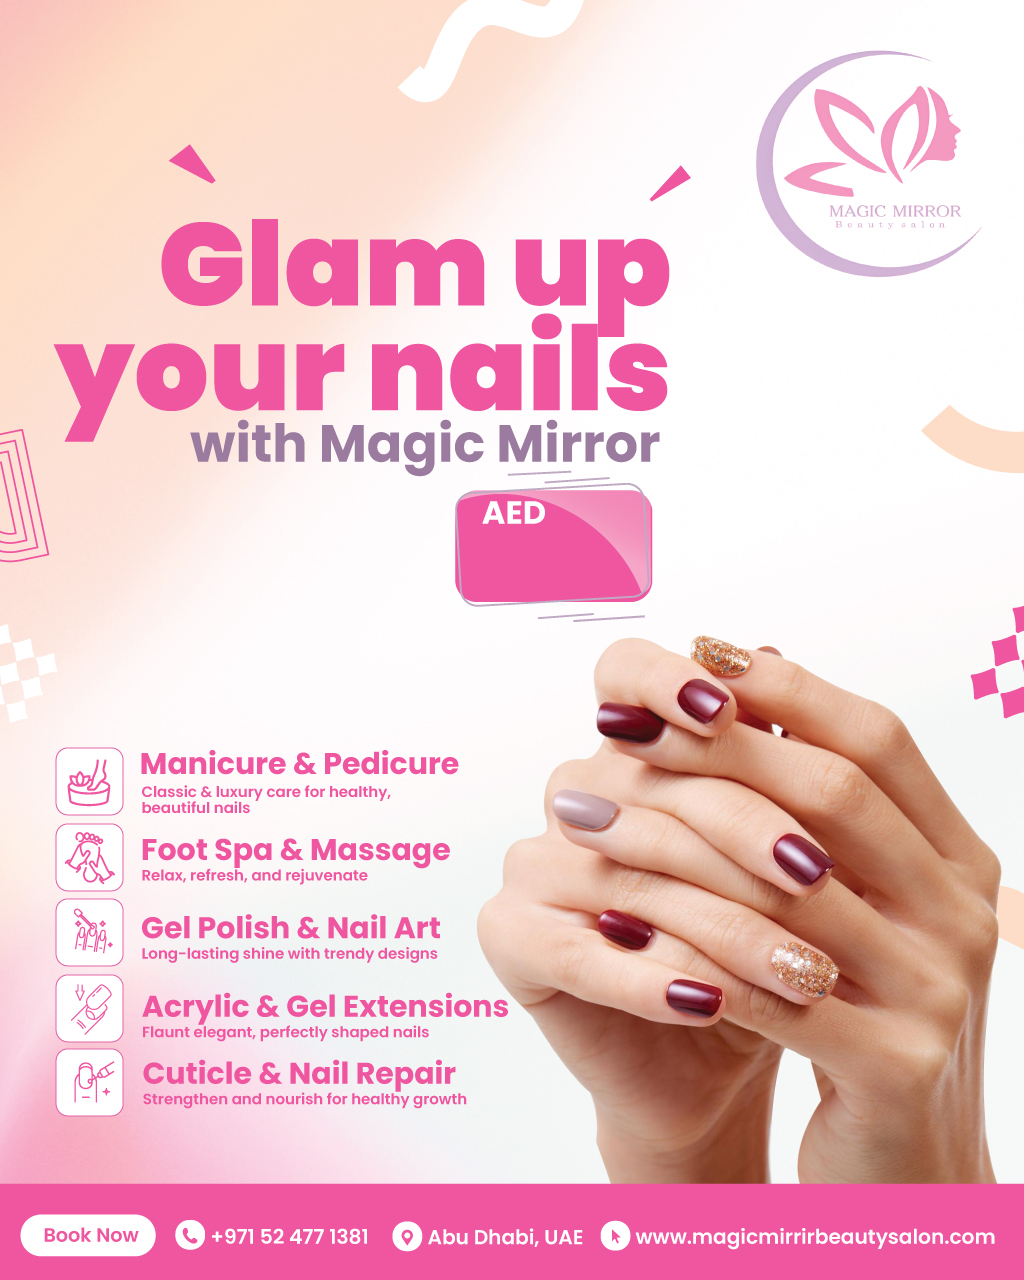 MAGIC MIRROR
Beauty salon
Glam up
your nails
with Magic Mirror
AED
Manicure & Pedicure
Classic & luxury care for healthy,
beautiful nails
Foot Spa & Massage
Relax, refresh, and rejuvenate
Gel Polish & Nail Art
Long-lasting shine with trendy designs
Acrylic & Gel Extensions
Flaunt elegant, perfectly shaped nails
Cuticle & Nail Repair
Strengthen and nourish for healthy growth
Book Now +971 52 477 1381 Abu Dhabi, UAE www.magicmirrirbeautysalon.com